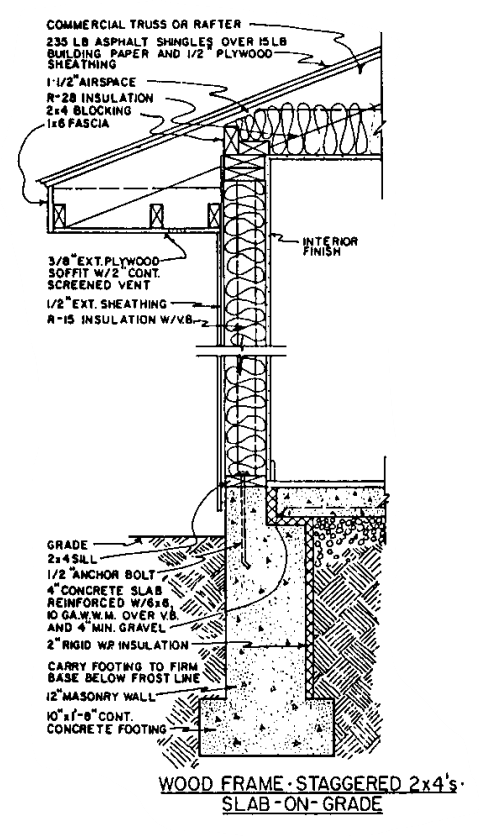 COMMERCIAL TRUSS OR RAFTER
235 LB ASPHALT SHINGLES OVER 15 LB
BUILDING PAPER AND 1/2" PLYWOOD
SHEATHING
1-1/2" AIRSPACE
R-28 INSULATION
2x4 BLOCKING
1x6 FASCIA
INTERIOR
FINISH
3/8" EXT. PLYWOOD
SOFFIT W/2" CONT.
SCREENED VENT
1/2" EXT. SHEATHING
R-15 INSULATION W/V.B.
GRADE
2x4 SILL
1/2" ANCHOR BOLT
4" CONCRETE SLAB
REINFORCED W/6x6,
10 GA. W.W.M. OVER V.B.
AND 4" MIN. GRAVEL
2" RIGID W.P. INSULATION
CARRY FOOTING TO FIRM
BASE BELOW FROST LINE
12" MASONRY WALL
10"x1'-8" CONT.
CONCRETE FOOTING
WOOD FRAME · STAGGERED 2x4's ·
SLAB-ON-GRADE